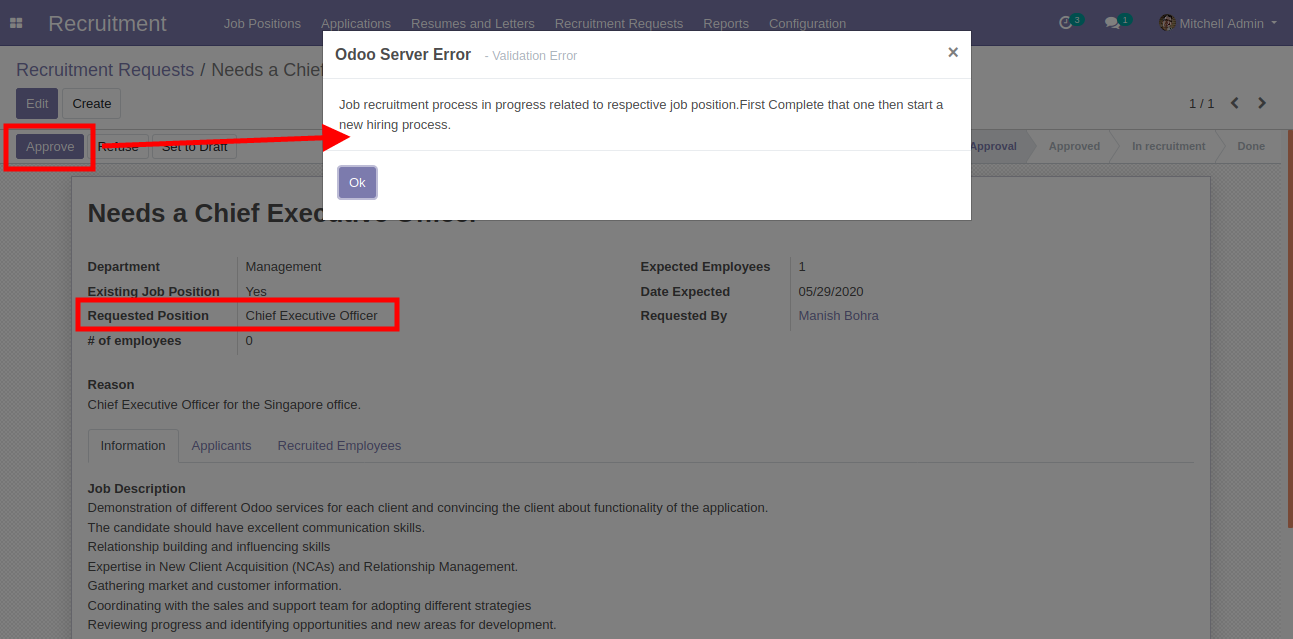 Recruitment Job Positions Applications Resumes and Letters Recruitment Requests Reports Configuration 3 1 Mitchell Admin
Odoo Server Error - Validation Error ×
Recruitment Requests / Needs a Chief
Edit Create
Job recruitment process in progress related to respective job position.First Complete that one then start a
new hiring process.
1 / 1
Approve Refuse Set to Draft
Approval Approved In recruitment Done
Ok
Needs a Chief Executive Officer
Department Management
Expected Employees 1
Existing Job Position Yes
Date Expected 05/29/2020
Requested Position Chief Executive Officer
Requested By Manish Bohra
# of employees 0
Reason
Chief Executive Officer for the Singapore office.
Information Applicants Recruited Employees
Job Description
Demonstration of different Odoo services for each client and convincing the client about functionality of the application.
The candidate should have excellent communication skills.
Relationship building and influencing skills
Expertise in New Client Acquisition (NCAs) and Relationship Management.
Gathering market and customer information.
Coordinating with the sales and support team for adopting different strategies
Reviewing progress and identifying opportunities and new areas for development.